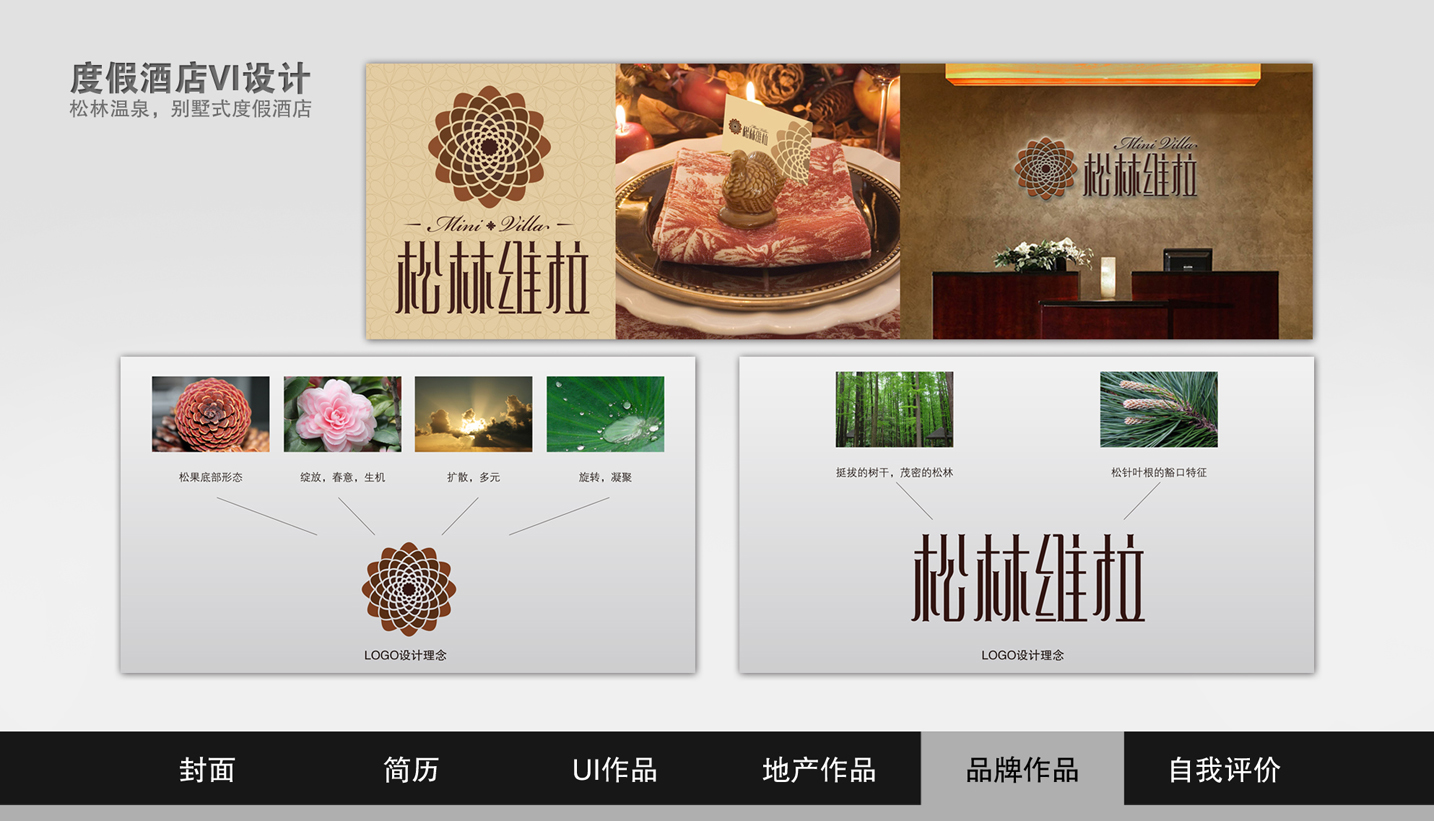 度假酒店VI设计
松林温泉，别墅式度假酒店
Mini Villa
松林维拉
松林维拉
Mini Villa
松林维拉
松果底部形态
绽放，春意，生机
扩散，多元
旋转，凝聚
LOGO设计理念
挺拔的树干，茂密的松林
松针叶根的豁口特征
松林维拉
LOGO设计理念
封面
简历
UI作品
地产作品
品牌作品
自我评价